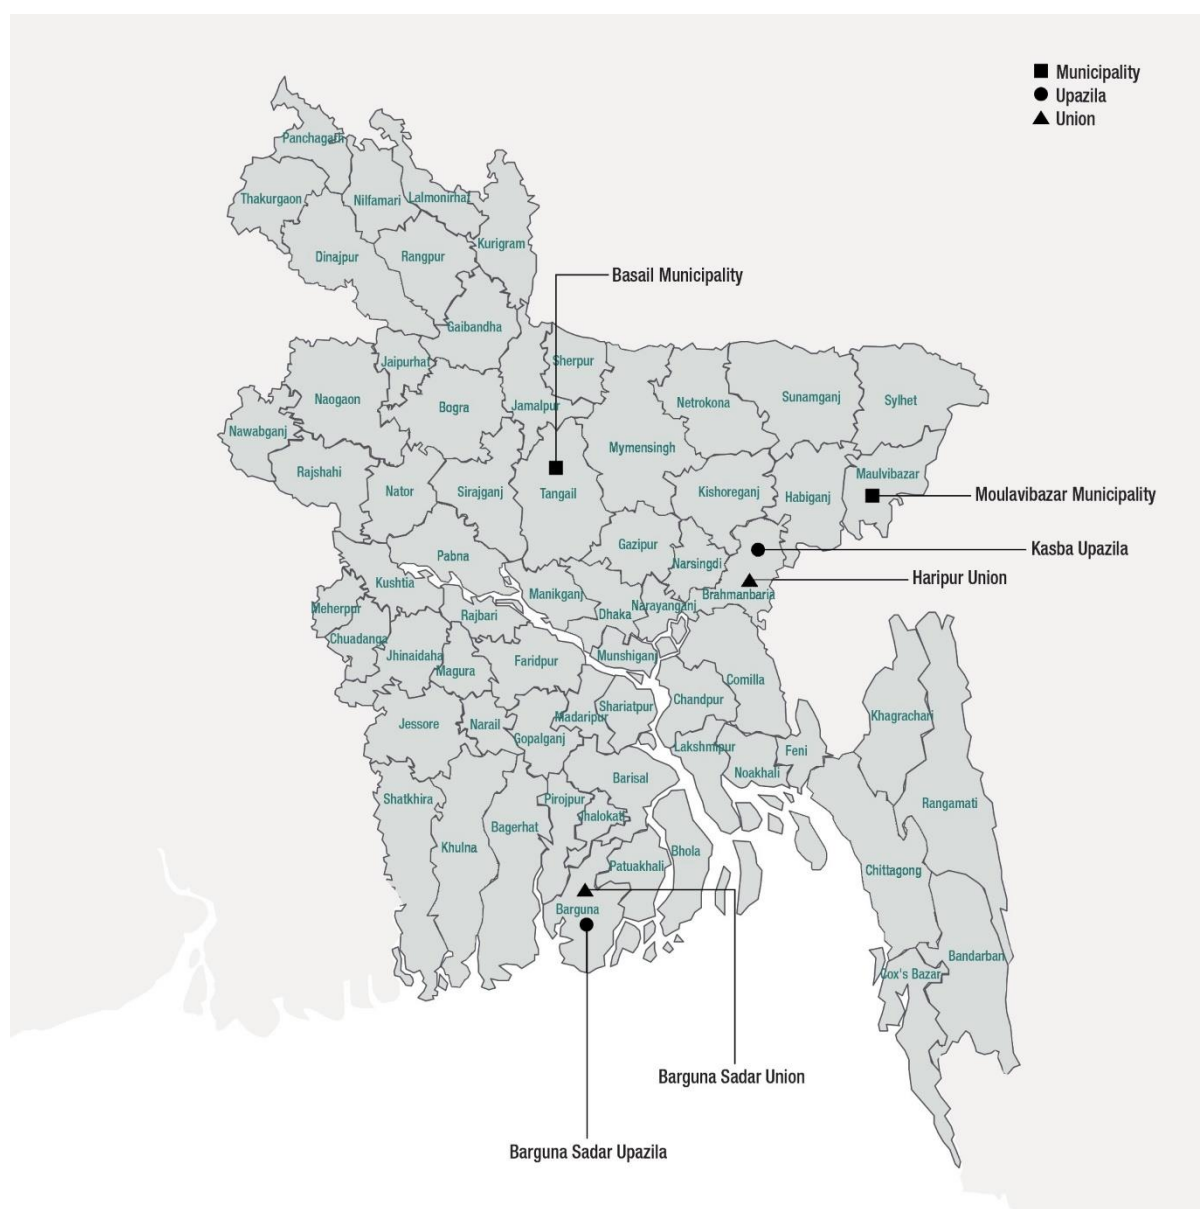 Municipality
Upazila
Union
Panchagarh
Thakurgaon
Nilfamari
Lalmonirhat
Kurigram
Dinajpur
Rangpur
Basail Municipality
Gaibandha
Jaipurhat
Sherpur
Naogaon
Bogra
Jamalpur
Netrokona
Sunamganj
Sylhet
Nawabganj
Mymensingh
Rajshahi
Nator
Sirajganj
Tangail
Kishoreganj
Habiganj
Maulvibazar
Moulavibazar Municipality
Pabna
Gazipur
Narsingdi
Kasba Upazila
Haripur Union
Kushtia
Manikganj
Brahmanbaria
Meherpur
Rajbari
Dhaka
Narayanganj
Chuadanga
Jhinaidaha
Magura
Faridpur
Munshiganj
Comilla
Chandpur
Khagrachari
Jessore
Narail
Gopalganj
Madaripur
Shariatpur
Lakshmipur
Noakhali
Feni
Barisal
Shatkhira
Pirojpur
Jhalokati
Rangamati
Khulna
Bagerhat
Patuakhali
Bhola
Chittagong
Barguna
Cox's Bazar
Bandarban
Barguna Sadar Union
Barguna Sadar Upazila